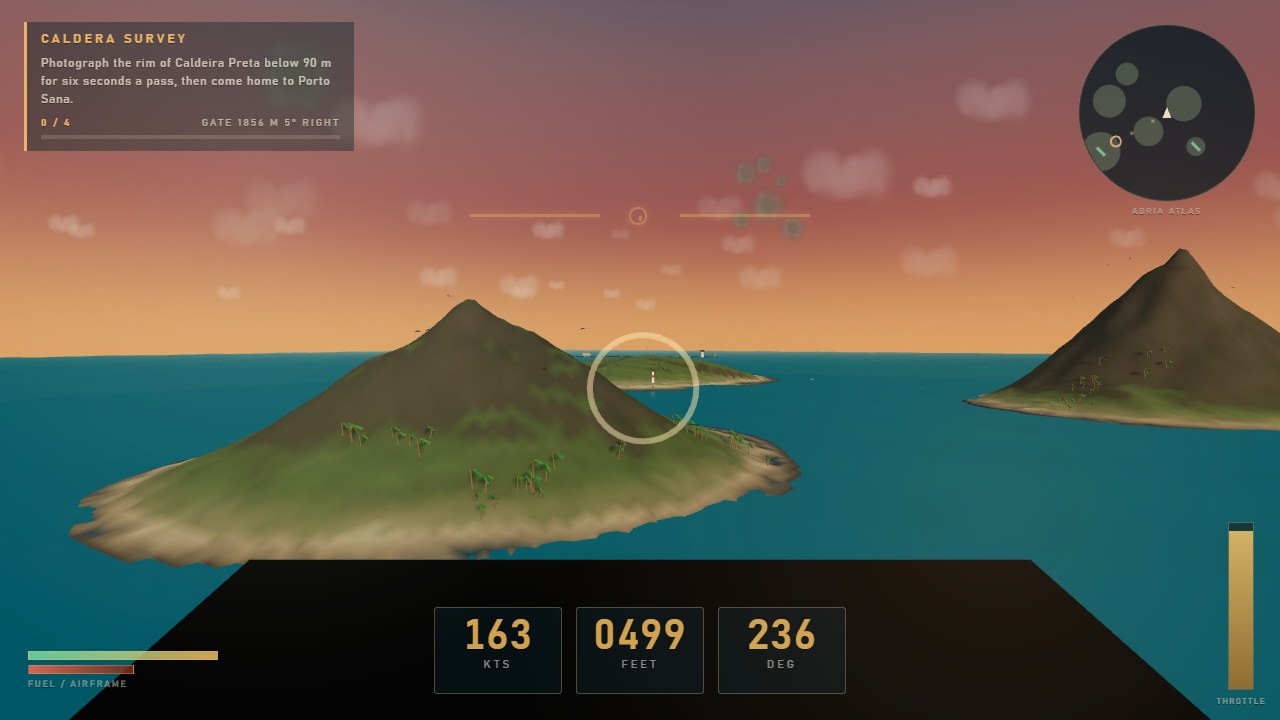 CALDERA SURVEY
Photograph the rim of Caldeira Preta below 90 m
for six seconds a pass, then come home to Porto
Sana.
0 / 4 GATE 1856 M 5° RIGHT
ADRIA ATLAS
163
KTS
0499
FEET
236
DEG
FUEL / AIRFRAME
THROTTLE